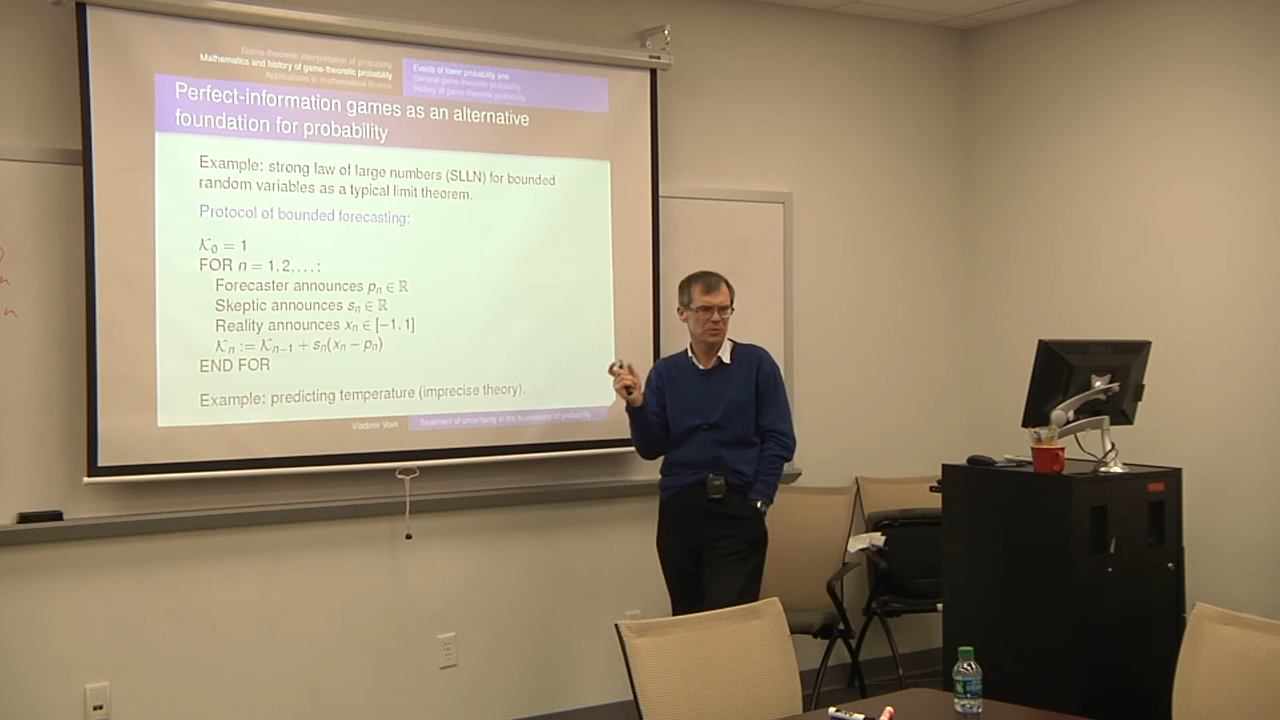 Game-theoretic interpretation of probability
Mathematics and history of game-theoretic probability
Applications in mathematical finance
Events of lower probability one
General game-theoretic probability
History of game-theoretic probability
Perfect-information games as an alternative
foundation for probability
Example: strong law of large numbers (SLLN) for bounded
random variables as a typical limit theorem.
Protocol of bounded forecasting:
𝒦₀ = 1
FOR n = 1, 2, . . . :
Forecaster announces pₙ ∈ ℝ
Skeptic announces sₙ ∈ ℝ
Reality announces xₙ ∈ [−1, 1]
𝒦ₙ := 𝒦ₙ₋₁ + sₙ(xₙ − pₙ)
END FOR
Example: predicting temperature (imprecise theory).
Vladimir Vovk
Treatment of uncertainty in the foundations of probability
DELL